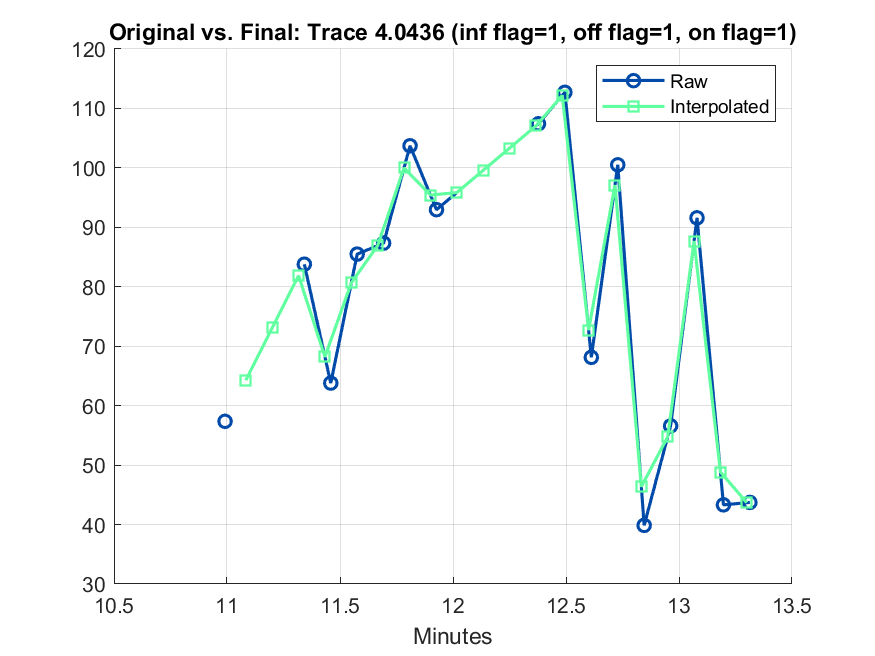 Original vs. Final: Trace 4.0436 (inf flag=1, off flag=1, on flag=1)
120
110
100
90
80
70
60
50
40
30
Raw
Interpolated
10.5 11 11.5 12 12.5 13 13.5
Minutes